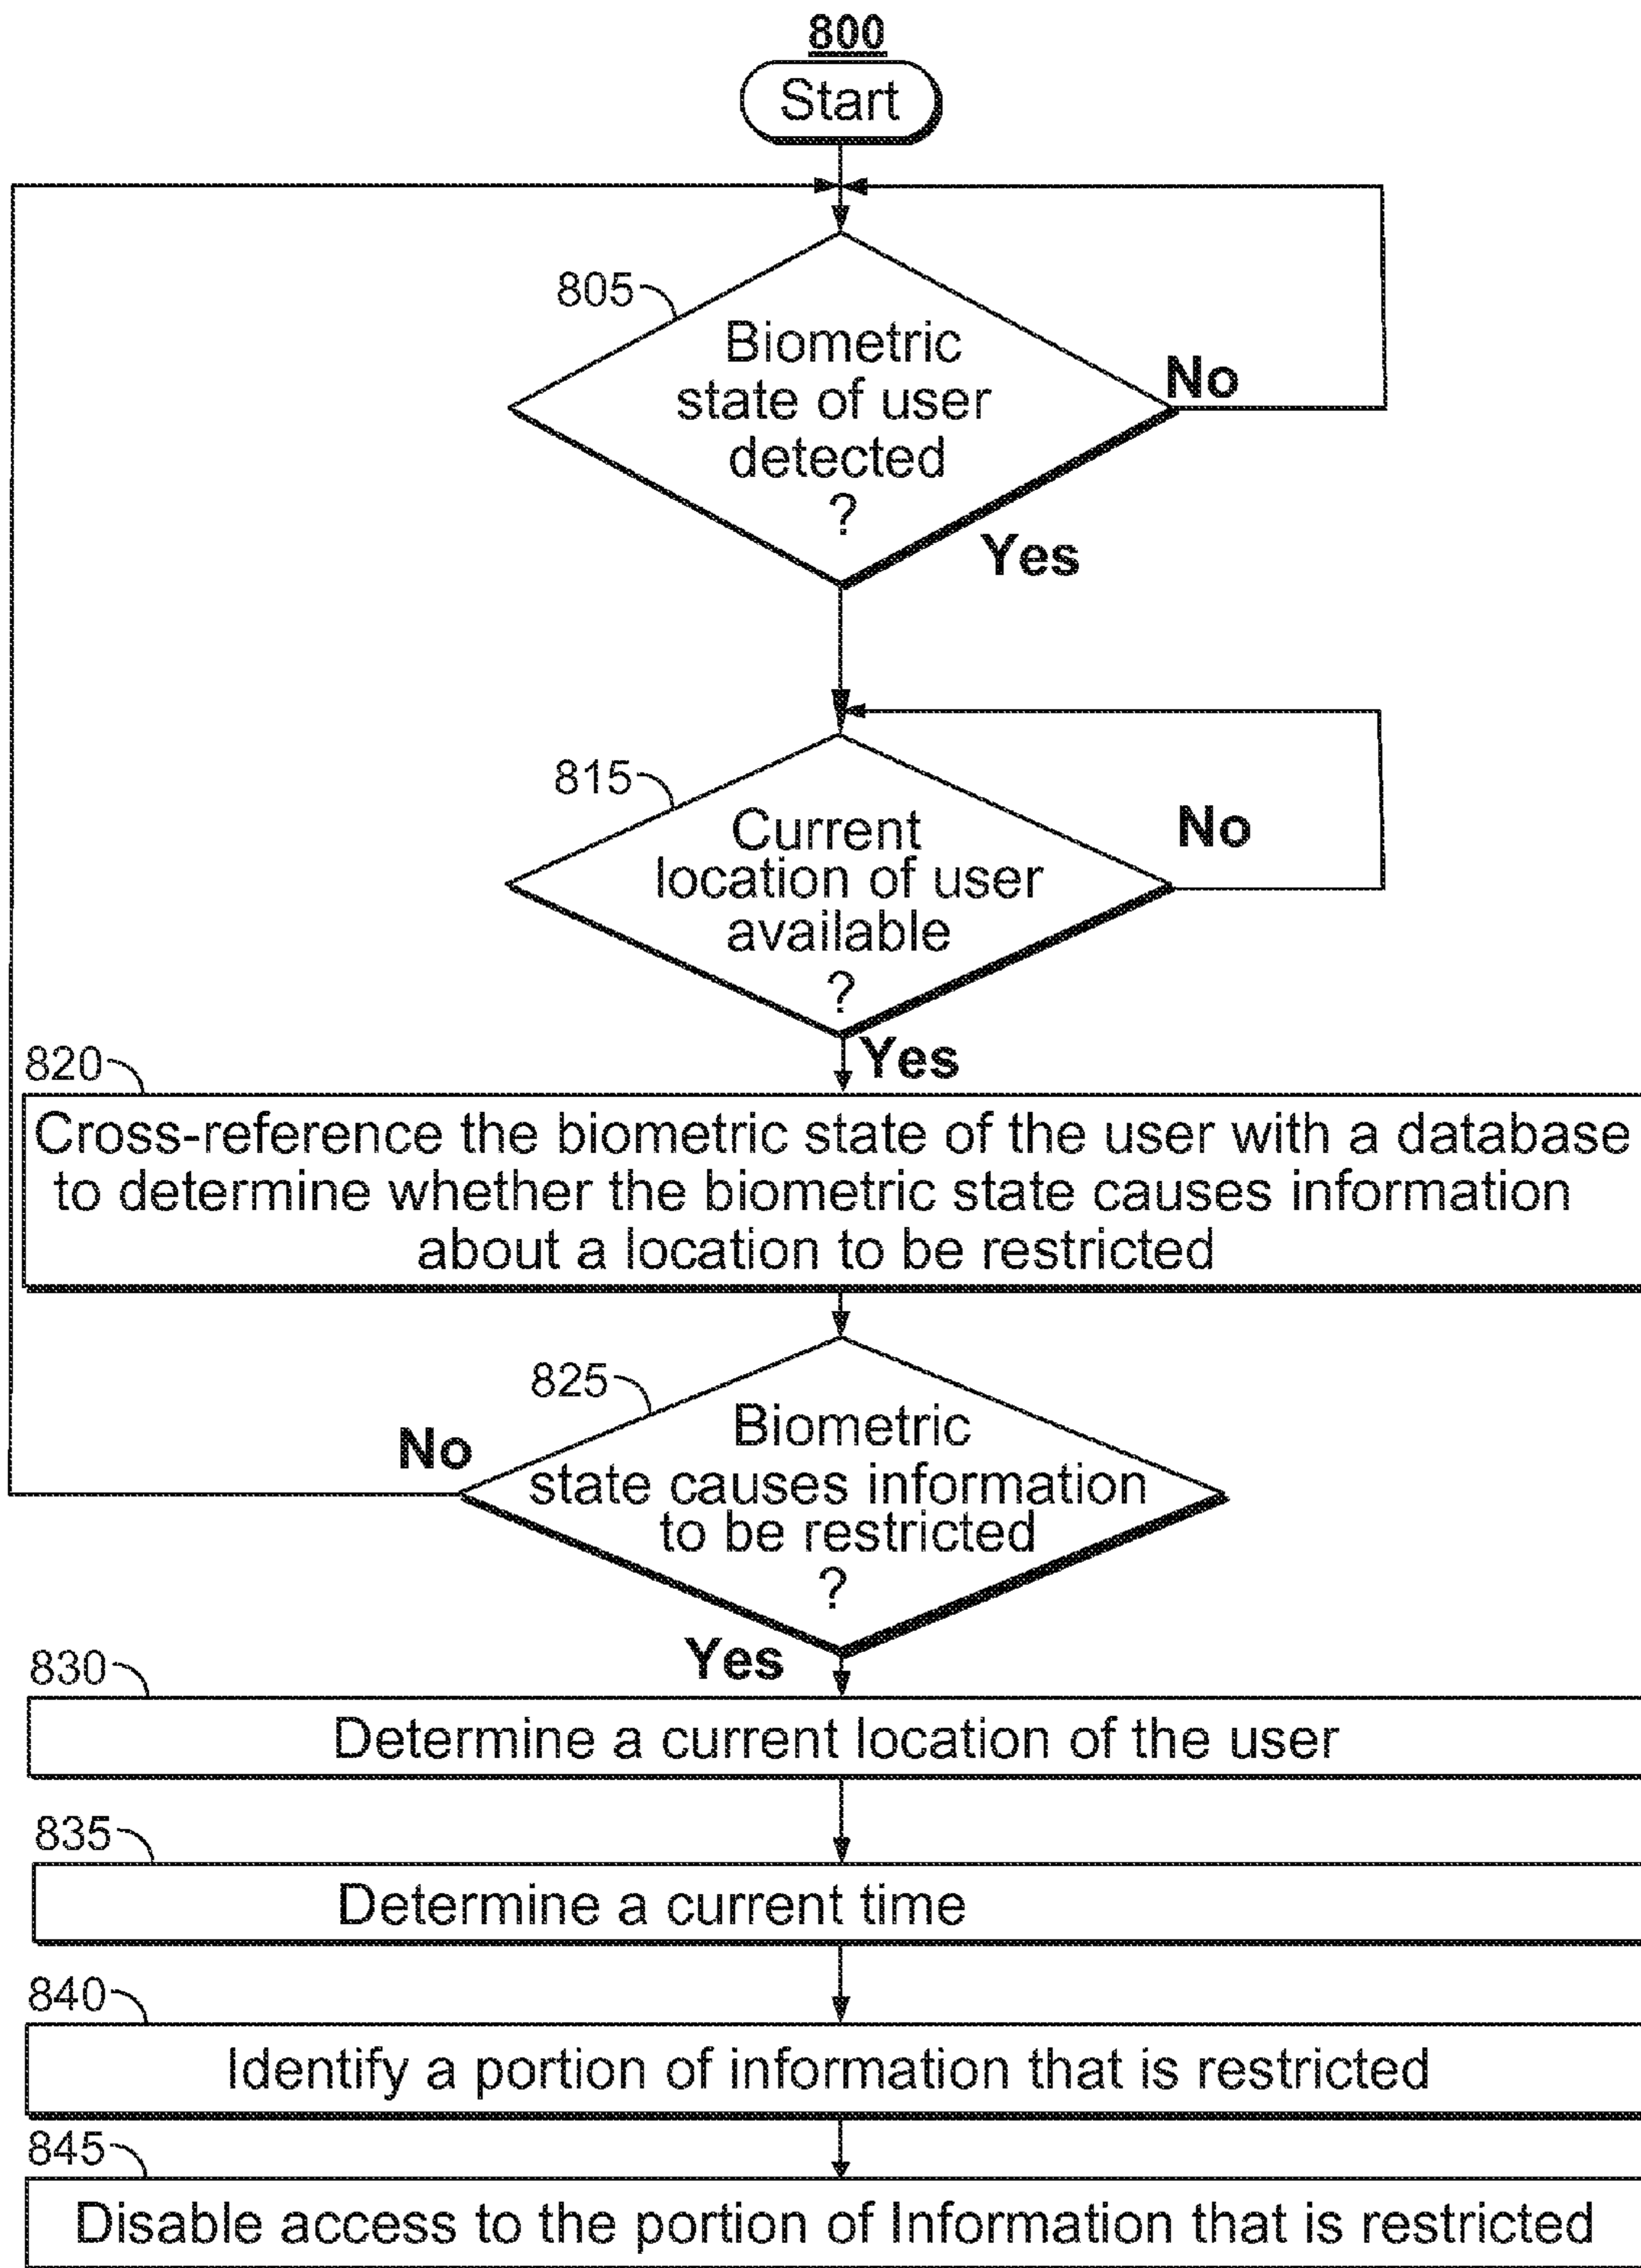 800
Start
805
Biometric
state of user
detected
?
No
Yes
815
Current
location of user
available
?
No
Yes
820
Cross-reference the biometric state of the user with a database
to determine whether the biometric state causes information
about a location to be restricted
825
Biometric
state causes information
to be restricted
?
No
Yes
830
Determine a current location of the user
835
Determine a current time
840
Identify a portion of information that is restricted
845
Disable access to the portion of Information that is restricted